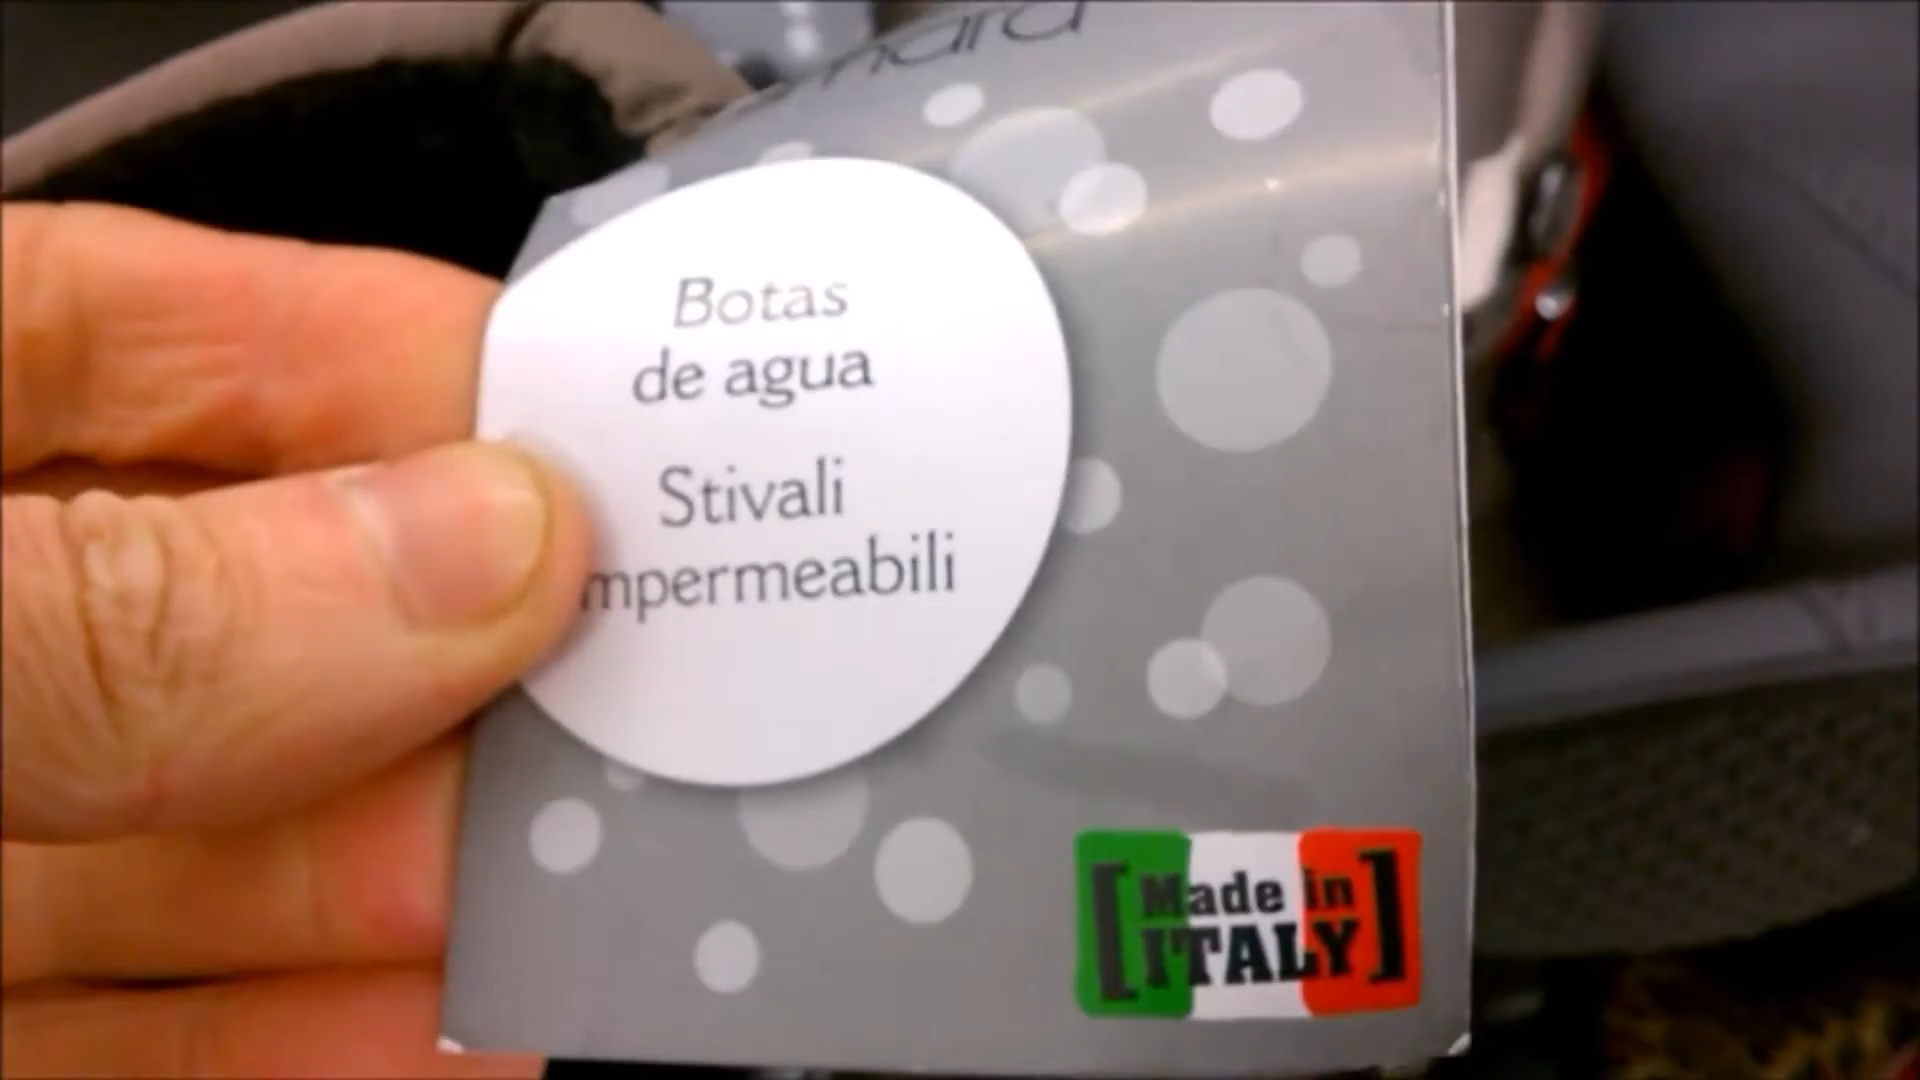 Botas
de agua
Stivali
mpermeabili
[Made in
ITALY]